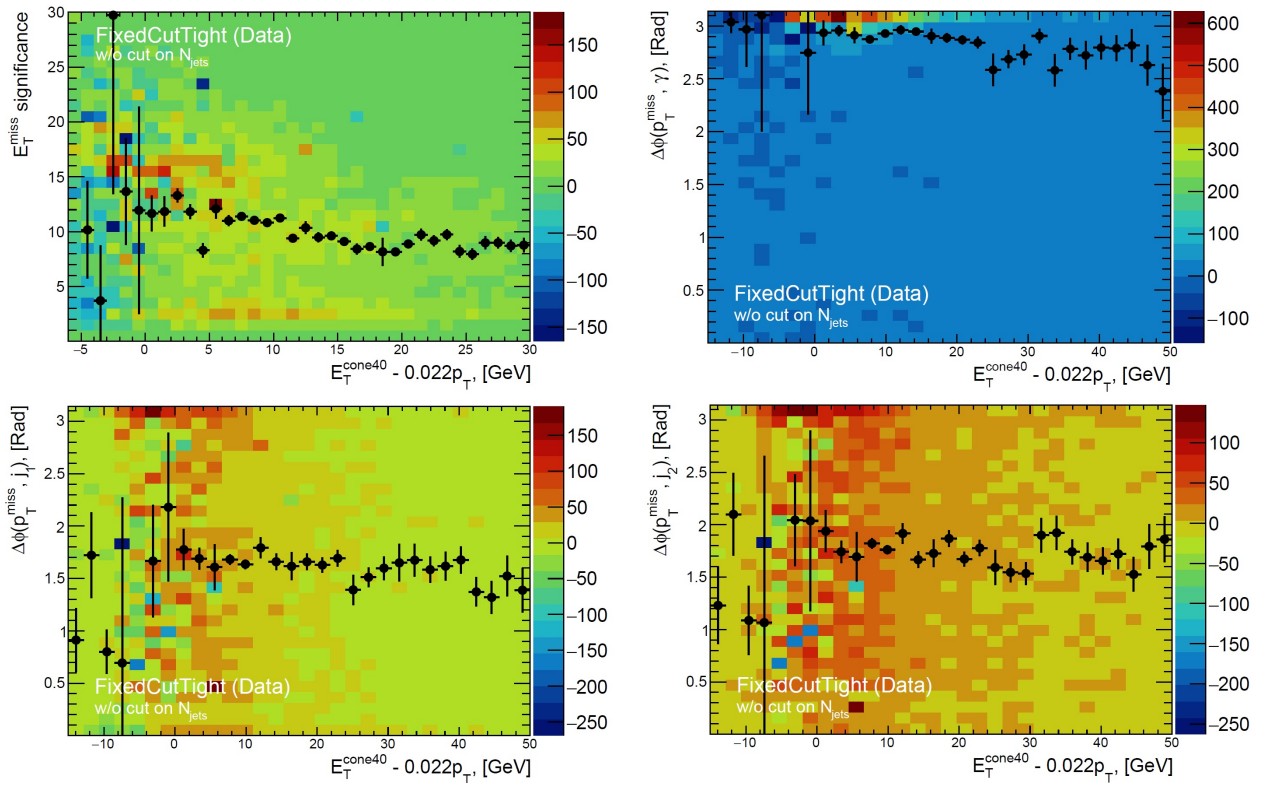 E_T^miss significance
30
25
20
15
10
5
FixedCutTight (Data)
w/o cut on N_jets
150
100
50
0
−50
−100
−150
−5 0 5 10 15 20 25 30
E_T^cone40 - 0.022p_T, [GeV]
Δϕ(p_T^miss, γ), [Rad]
3
2.5
2
1.5
1
0.5
FixedCutTight (Data)
w/o cut on N_jets
600
500
400
300
200
100
0
−100
−10 0 10 20 30 40 50
E_T^cone40 - 0.022p_T, [GeV]
Δϕ(p_T^miss, j_1), [Rad]
3
2.5
2
1.5
1
0.5
FixedCutTight (Data)
w/o cut on N_jets
150
100
50
0
−50
−100
−150
−200
−250
−10 0 10 20 30 40 50
E_T^cone40 - 0.022p_T, [GeV]
Δϕ(p_T^miss, j_2), [Rad]
3
2.5
2
1.5
1
0.5
FixedCutTight (Data)
w/o cut on N_jets
100
50
0
−50
−100
−150
−200
−250
−10 0 10 20 30 40 50
E_T^cone40 - 0.022p_T, [GeV]